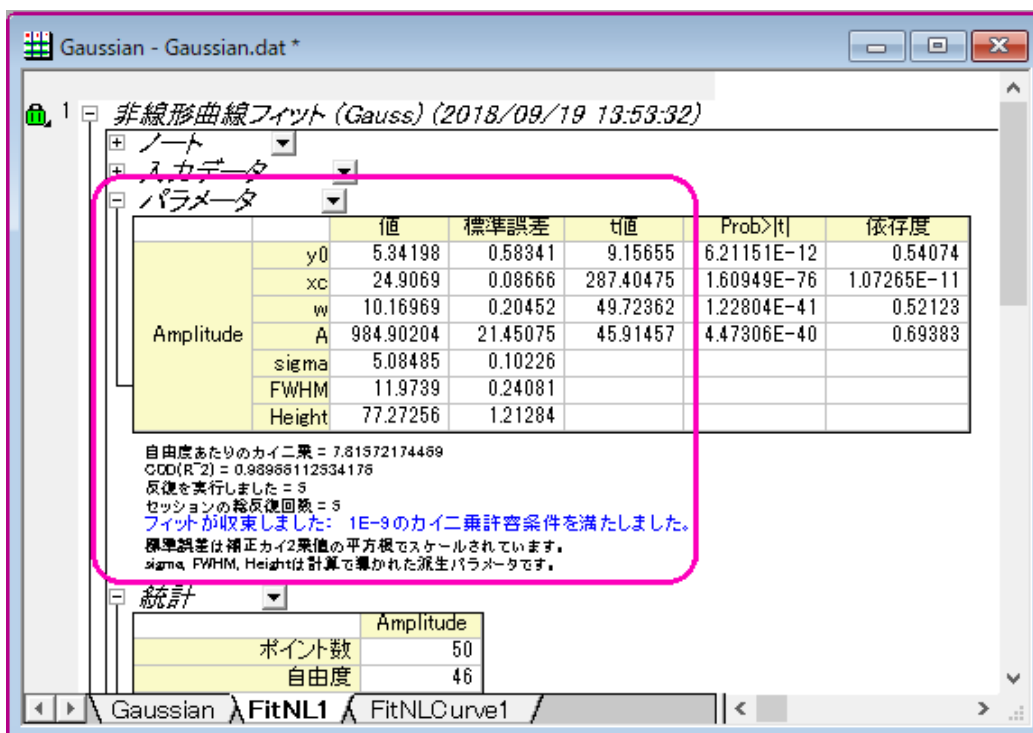 Gaussian - Gaussian.dat *
1 非線形曲線フィット (Gauss) (2018/09/19 13:53:32)
ノート
入力データ
パラメータ
値 標準誤差 t値 Prob>|t| 依存度
Amplitude
y0 5.34198 0.58341 9.15655 6.21151E-12 0.54074
xc 24.9069 0.08666 287.40475 1.60949E-76 1.07265E-11
w 10.16969 0.20452 49.72362 1.22804E-41 0.52123
A 984.90204 21.45075 45.91457 4.47306E-40 0.69383
sigma 5.08485 0.10226
FWHM 11.9739 0.24081
Height 77.27256 1.21284
自由度あたりのカイ二乗 =
COD(R^2) =
反復を実行しました =
セッションの総反復回数 =
フィットが収束しました: 1E-9のカイ二乗許容条件を満たしました。
標準誤差は補正カイ2乗値の平方根でスケールされています。
sigma, FWHM, Heightは計算で導かれた派生パラメータです。
統計
Amplitude
ポイント数 50
自由度 46
Gaussian FitNL1 FitNLCurve1